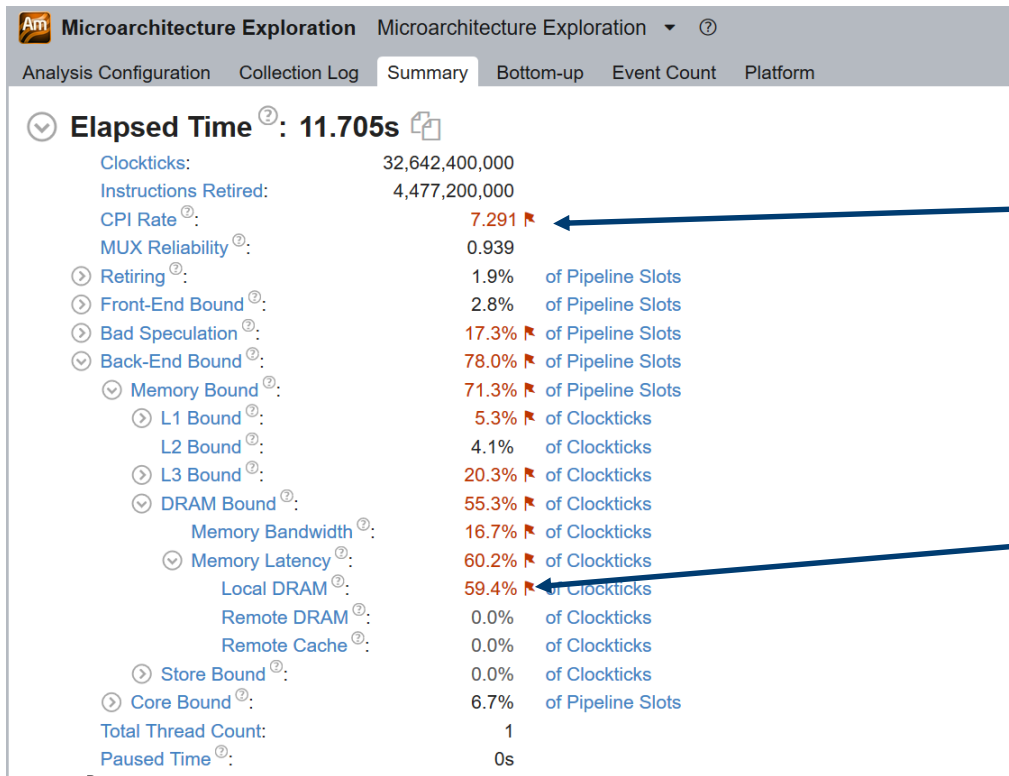 Am Microarchitecture Exploration Microarchitecture Exploration ?
Analysis Configuration Collection Log Summary Bottom-up Event Count Platform
Elapsed Time ?: 11.705s
Clockticks: 32,642,400,000
Instructions Retired: 4,477,200,000
CPI Rate ?: 7.291
MUX Reliability ?: 0.939
Retiring ?: 1.9% of Pipeline Slots
Front-End Bound ?: 2.8% of Pipeline Slots
Bad Speculation ?: 17.3% of Pipeline Slots
Back-End Bound ?: 78.0% of Pipeline Slots
Memory Bound ?: 71.3% of Pipeline Slots
L1 Bound ?: 5.3% of Clockticks
L2 Bound ?: 4.1% of Clockticks
L3 Bound ?: 20.3% of Clockticks
DRAM Bound ?: 55.3% of Clockticks
Memory Bandwidth ?: 16.7% of Clockticks
Memory Latency ?: 60.2% of Clockticks
Local DRAM ?: 59.4% of Clockticks
Remote DRAM ?: 0.0% of Clockticks
Remote Cache ?: 0.0% of Clockticks
Store Bound ?: 0.0% of Clockticks
Core Bound ?: 6.7% of Pipeline Slots
Total Thread Count: 1
Paused Time ?: 0s